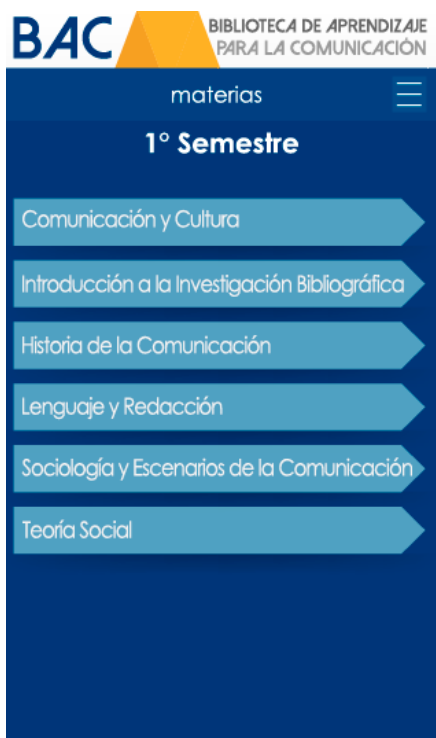 BAC
BIBLIOTECA DE APRENDIZAJE
PARA LA COMUNICACIÓN
materias
1° Semestre
Comunicación y Cultura
Introducción a la Investigación Bibliográfica
Historia de la Comunicación
Lenguaje y Redacción
Sociología y Escenarios de la Comunicación
Teoría Social